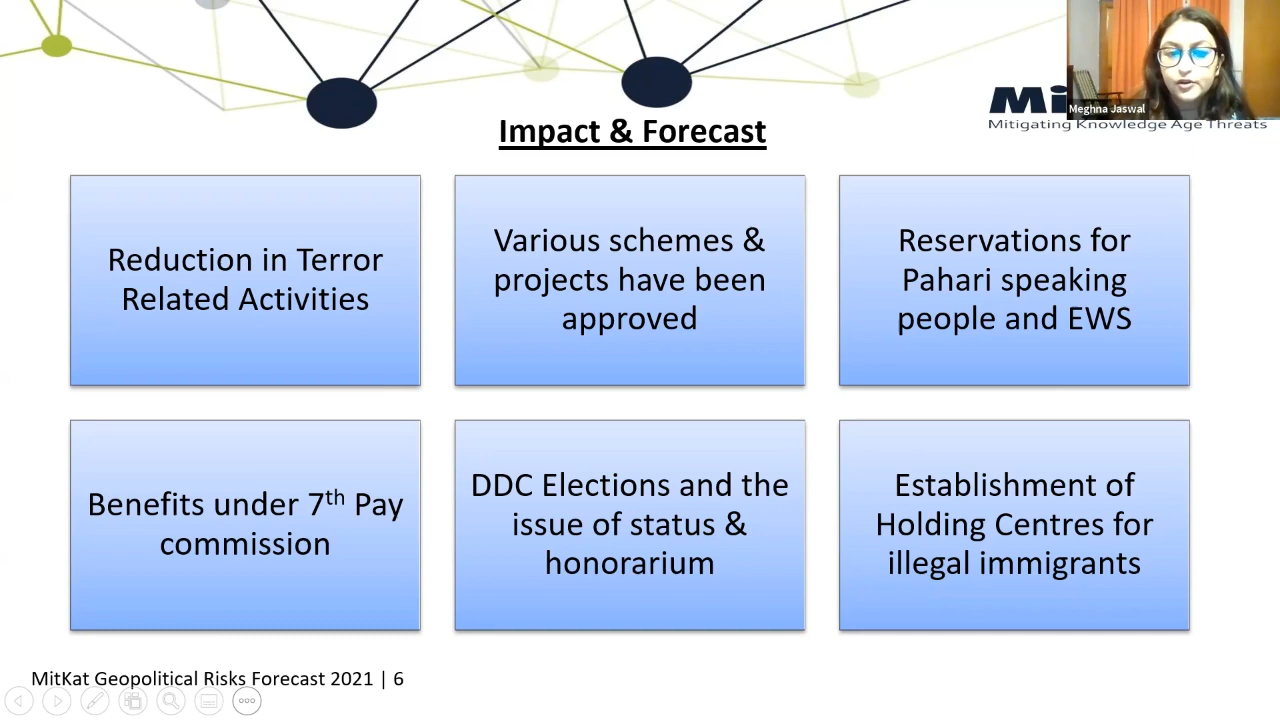 Meghna Jaswal
Mitigating Knowledge Age Threats
Impact & Forecast
Reduction in Terror
Related Activities
Various schemes &
projects have been
approved
Reservations for
Pahari speaking
people and EWS
Benefits under 7th Pay
commission
DDC Elections and the
issue of status &
honorarium
Establishment of
Holding Centres for
illegal immigrants
MitKat Geopolitical Risks Forecast 2021 | 6